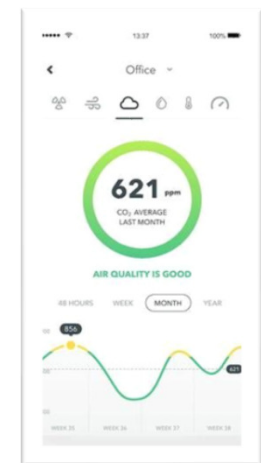 13:37 100%
Office
621 ppm
CO₂ AVERAGE
LAST MONTH
AIR QUALITY IS GOOD
48 HOURS WEEK MONTH YEAR
856
621
WEEK 25 WEEK 26 WEEK 27 WEEK 28